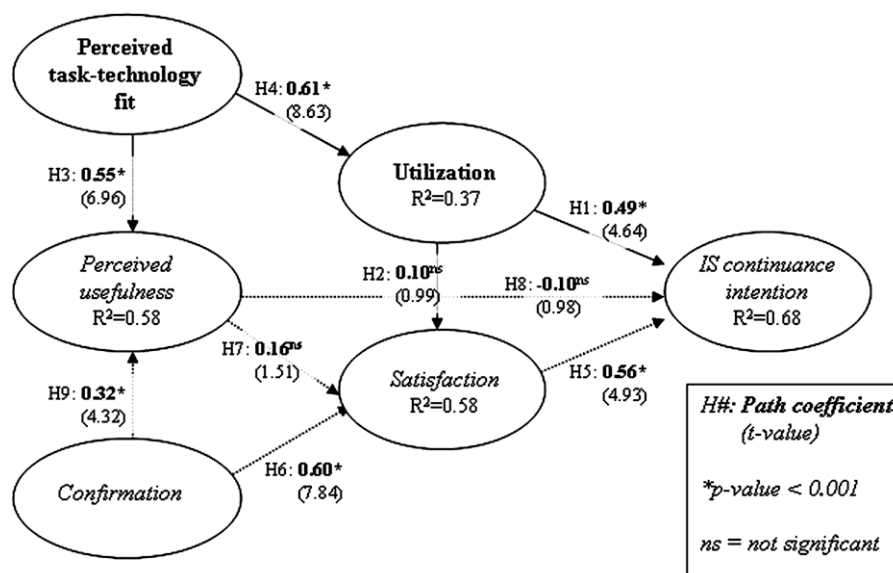 Perceived
task-technology
fit
H4: 0.61*
(8.63)
H3: 0.55*
(6.96)
Utilization
R²=0.37
H1: 0.49*
(4.64)
Perceived
usefulness
R²=0.58
H2: 0.10ns
(0.99)
H8: -0.10ns
(0.98)
IS continuance
intention
R²=0.68
H7: 0.16ns
(1.51)
H9: 0.32*
(4.32)
Satisfaction
R²=0.58
H5: 0.56*
(4.93)
Confirmation
H6: 0.60*
(7.84)
H#: Path coefficient
(t-value)
*p-value < 0.001
ns = not significant